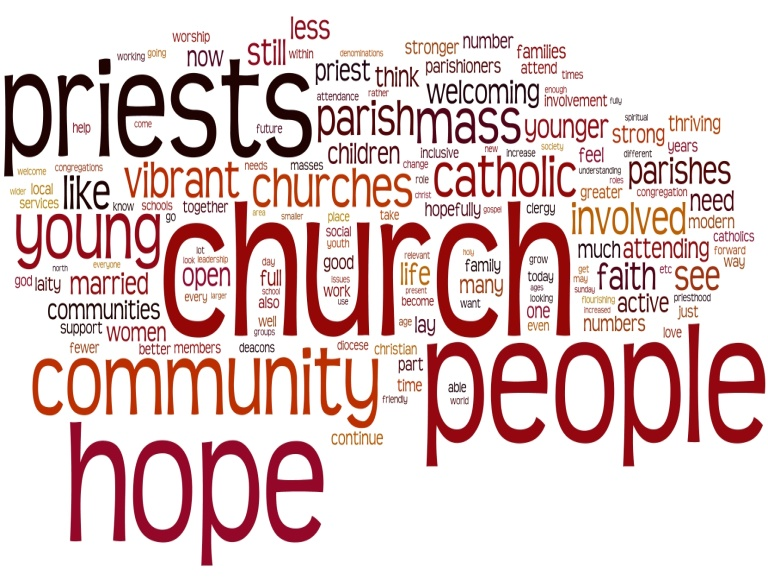 less
worship
working going now still within denominations stronger number families
priest think parishioners attend times
priests attendance rather welcoming enough involvement fully
help come future parish mass younger spiritual strong thriving
children inclusive new increase society feel different years
welcome congregations needs masses change understanding parishes
wider local like vibrant churches role christ catholic roles greater congregation need
services know schools together area smaller place take hopefully gospel clergy involved modern
young go church social youth much attending catholics
lot look leadership day good relevant holy grow forward way
north everyone open full issues life family today get faith etc see
god laity married every larger school also work use present become many want ages looking one may sunday flourishing active priesthood
communities well age lay even increased numbers just
support women groups love
fewer better members deacons diocese christian people
community part
time able
friendly world
hope continue